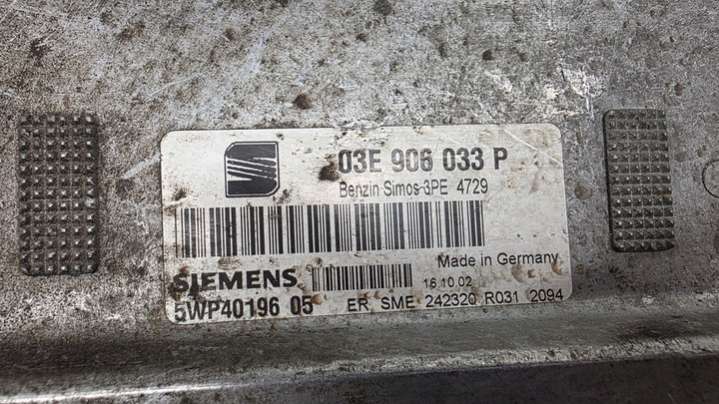 03E 906 033 P
Benzin Simos 3PE 4729
Made in Germany
SIEMENS
16.10.02
5WP40196 05 ER SME 242320 R031 2094